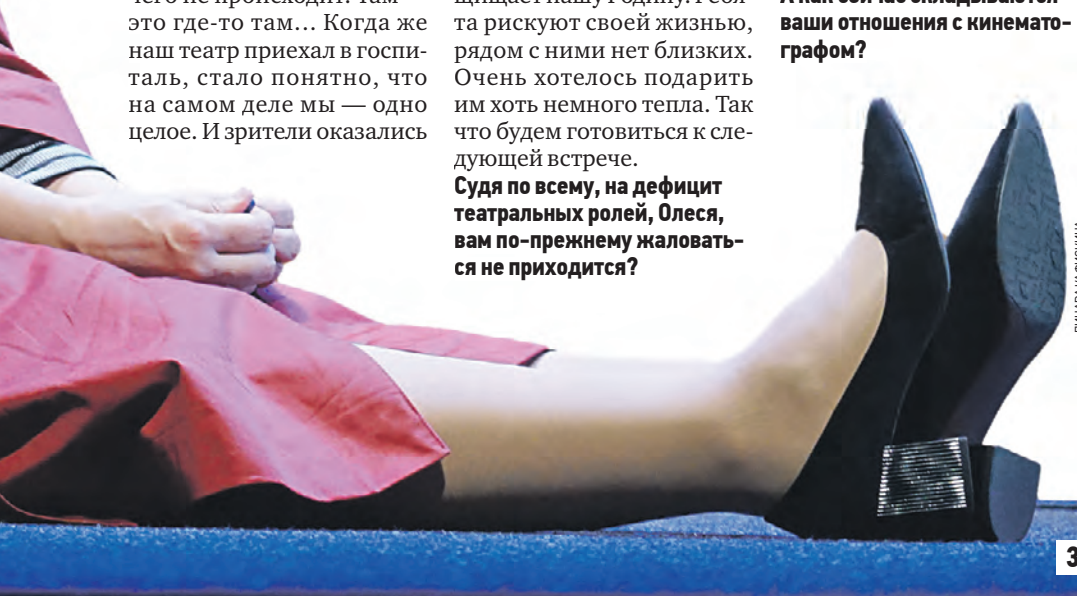 это где-то там... Когда же
наш театр приехал в госпи-
таль, стало понятно, что
на самом деле мы — одно
целое. И зрители оказались
та рискуют своей жизнью,
рядом с ними нет близких.
Очень хотелось подарить
им хоть немного тепла. Так
что будем готовиться к сле-
дующей встрече.
Судя по всему, на дефицит
театральных ролей, Олеся,
вам по-прежнему жаловать-
ся не приходится?
ваши отношения с кинемато-
графом?
3